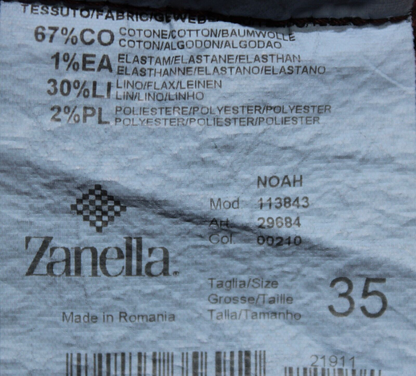 TESSUTO/FABRIC/GEWEB
67%CO COTONE/COTTON/BAUMWOLLE
COTON/ALGODON/ALGODAO
1%EA ELASTAM/ELASTANE/ELASTHAN
ELASTHANNE/ELASTANO/ELASTANO
30%LI LINO/FLAX/LEINEN
LIN/LINO/LINHO
2%PL POLIESTERE/POLYESTER/POLYESTER
POLYESTER/POLIESTER/POLIESTER
NOAH
Mod 113843
Art 29684
Col. 00210
Zanella.
Taglia/Size
Grosse/Taille
Talla/Tamanho
35
Made in Romania
21911